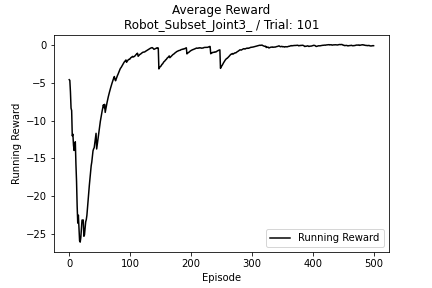 Average Reward
Robot_Subset_Joint3_ / Trial: 101
0
−5
−10
−15
−20
−25
Running Reward
Running Reward
0
100
200
300
400
500
Episode